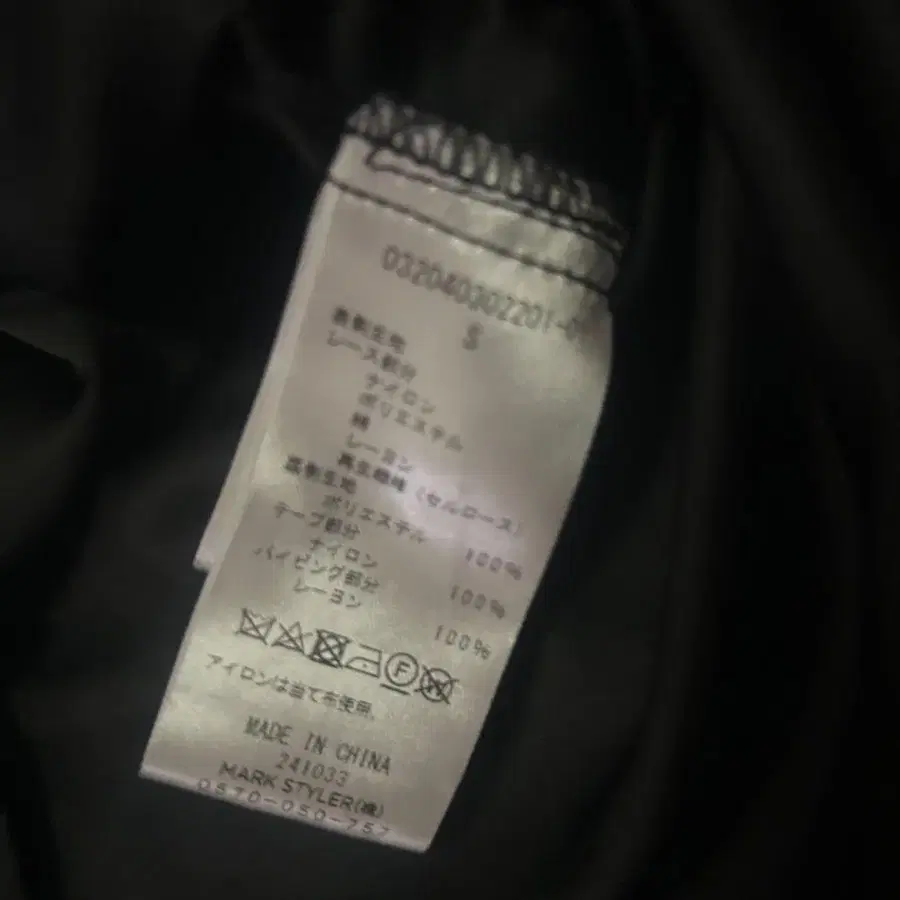 032040302201-0
S
表側生地
レース部分
ナイロン
ポリエステル
綿
レーヨン
再生繊維 (セルロース)
底側生地
ポリエステル 100%
テープ部分
ナイロン 100%
パイピング部分
レーヨン 100%
F
アイロンは当て布使用。
MADE IN CHINA
241033
MARK STYLER(株)
0570-050-757